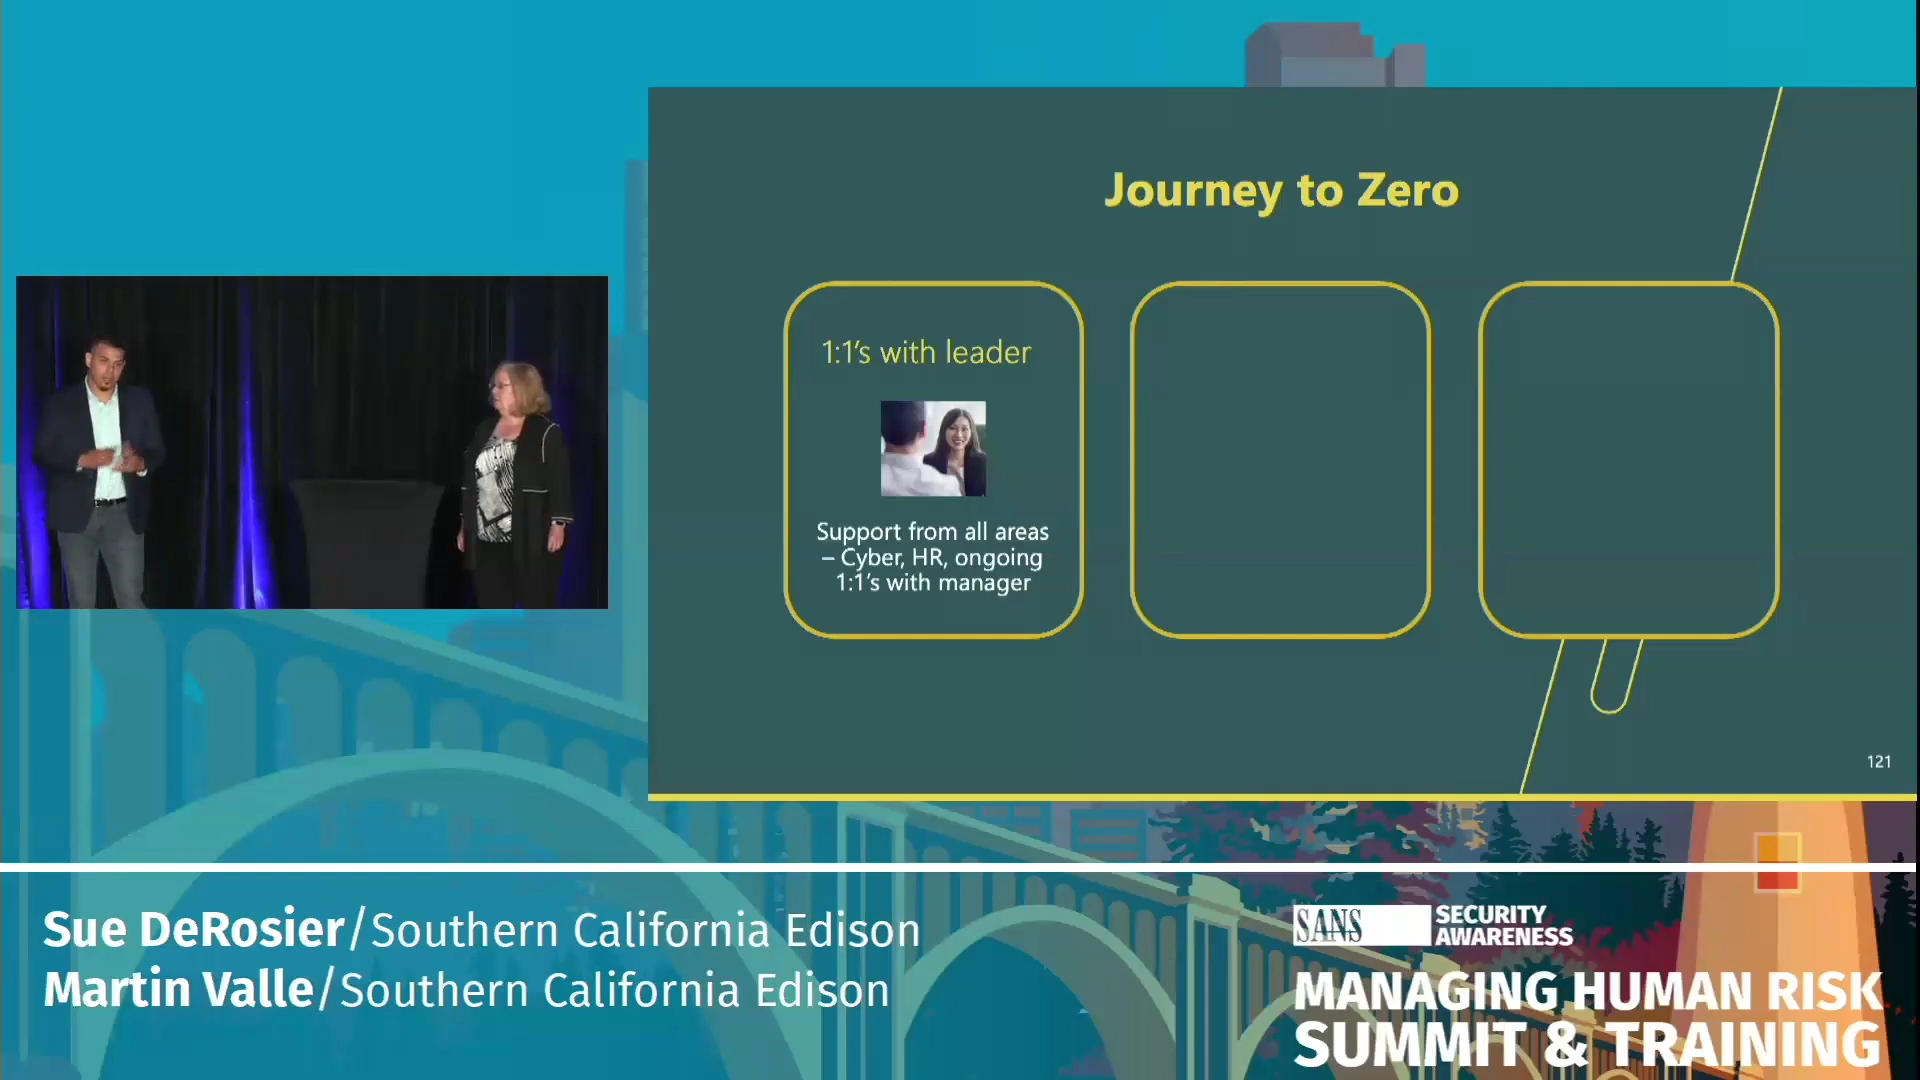 Journey to Zero
1:1's with leader
Support from all areas
– Cyber, HR, ongoing
1:1's with manager
121
Sue DeRosier/Southern California Edison
Martin Valle/Southern California Edison
SANS
SECURITY
AWARENESS
MANAGING HUMAN RISK
SUMMIT & TRAINING